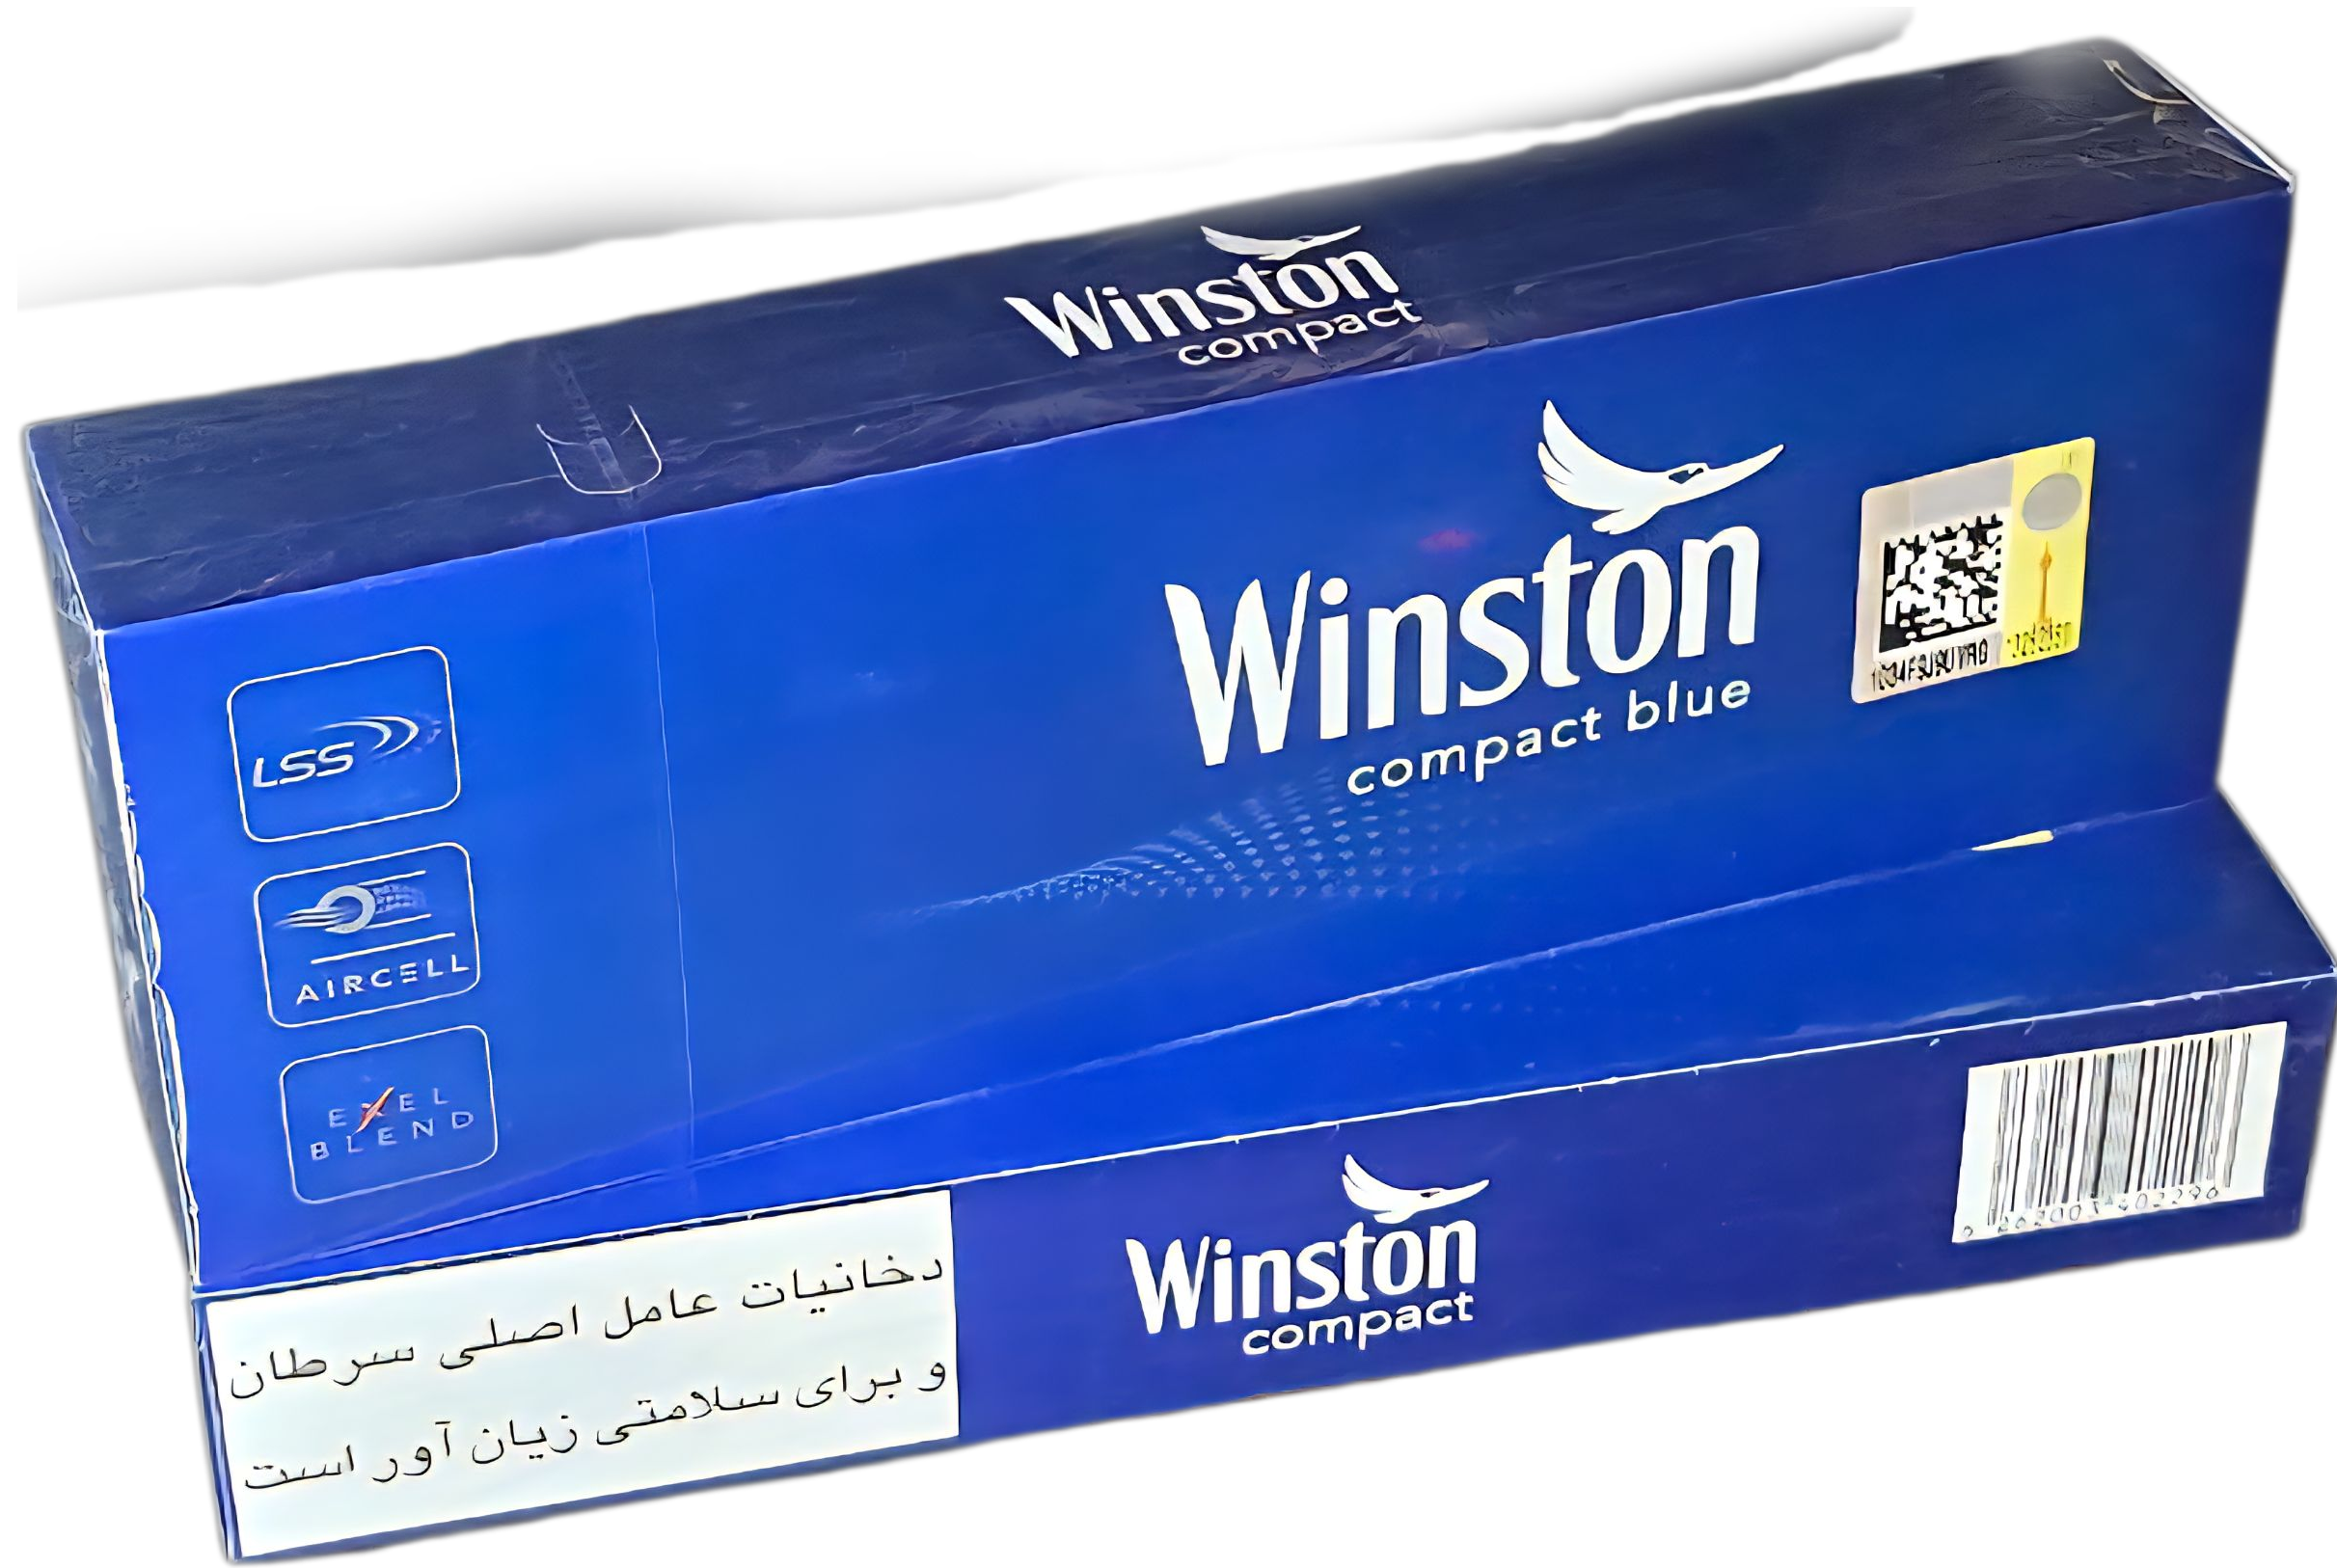 Winston
compact
Winston
compact blue
LSS
AIRCELL
EXEL
BLEND
Winston
compact
دخانیات عامل اصلی سرطان
و برای سلامتی زیان آور است